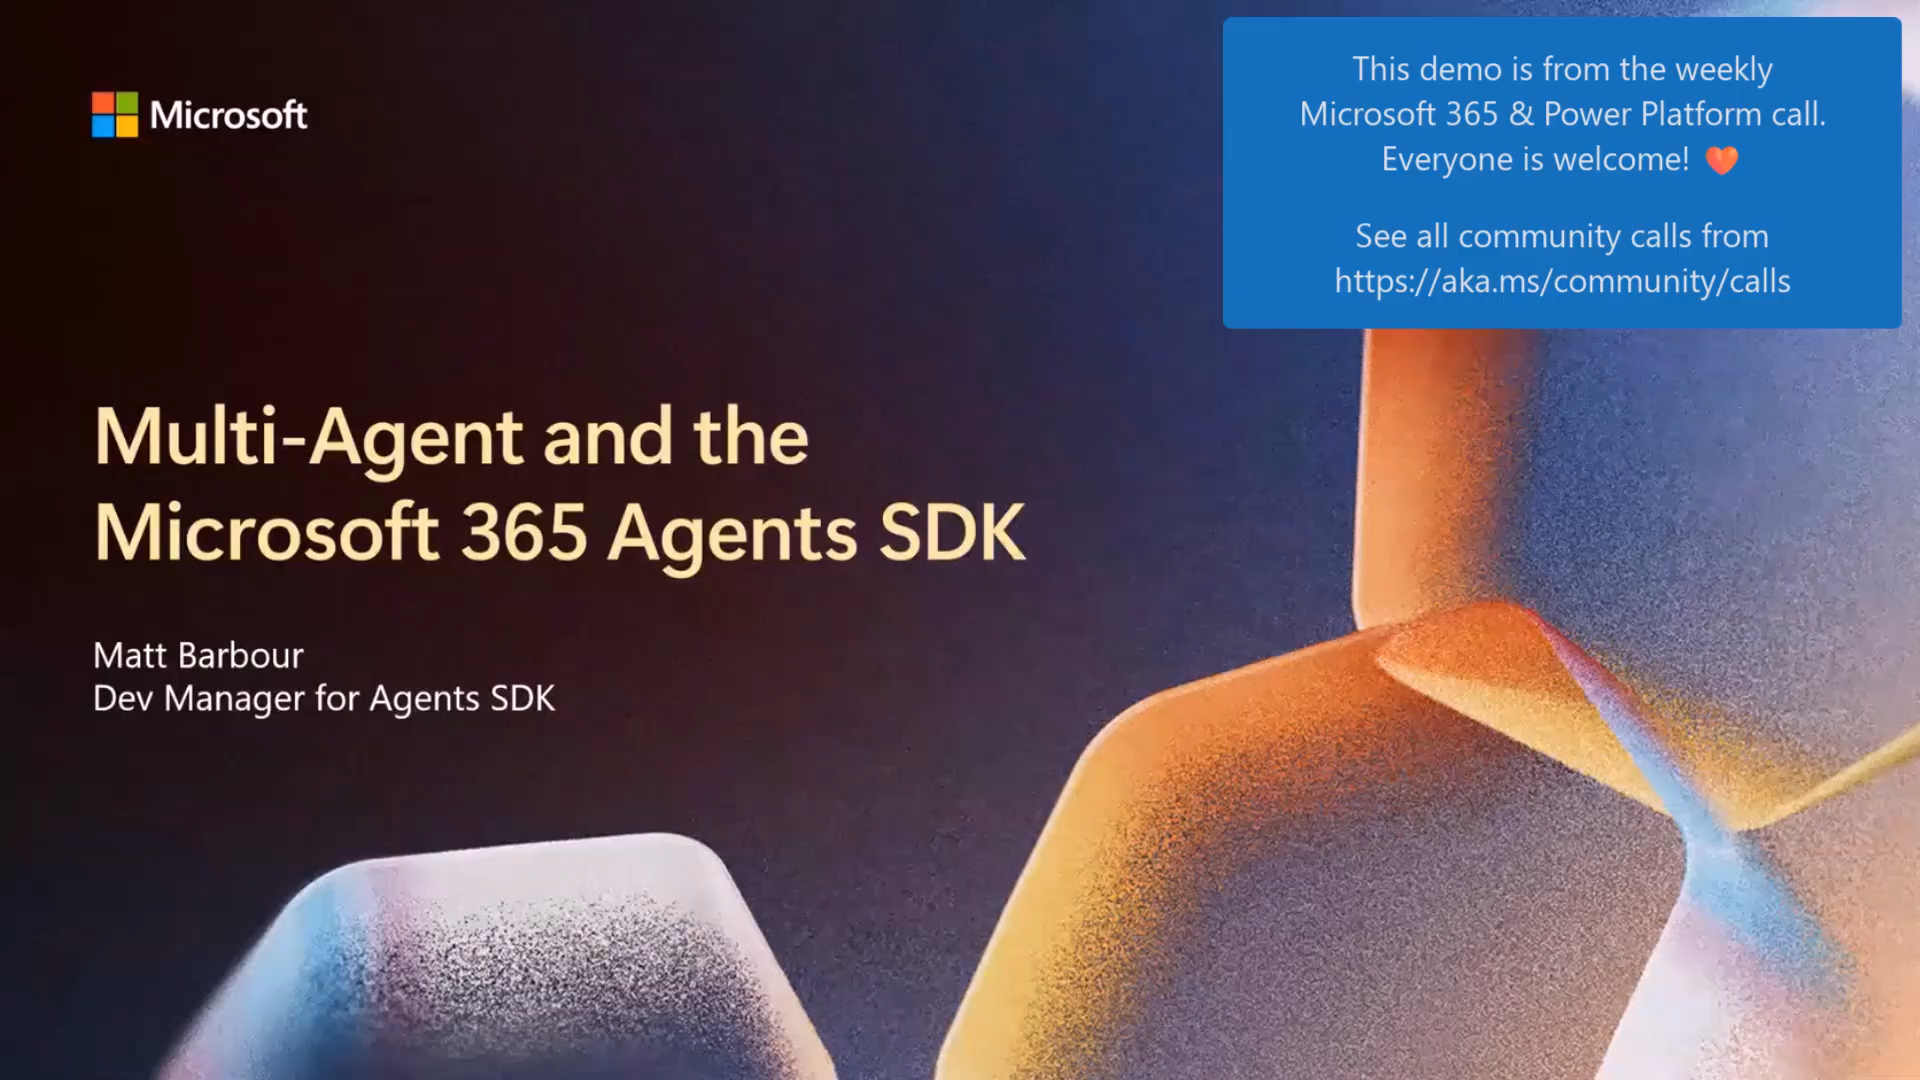 Microsoft
This demo is from the weekly
Microsoft 365 & Power Platform call.
Everyone is welcome! 🧡
See all community calls from
https://aka.ms/community/calls
Multi-Agent and the
Microsoft 365 Agents SDK
Matt Barbour
Dev Manager for Agents SDK